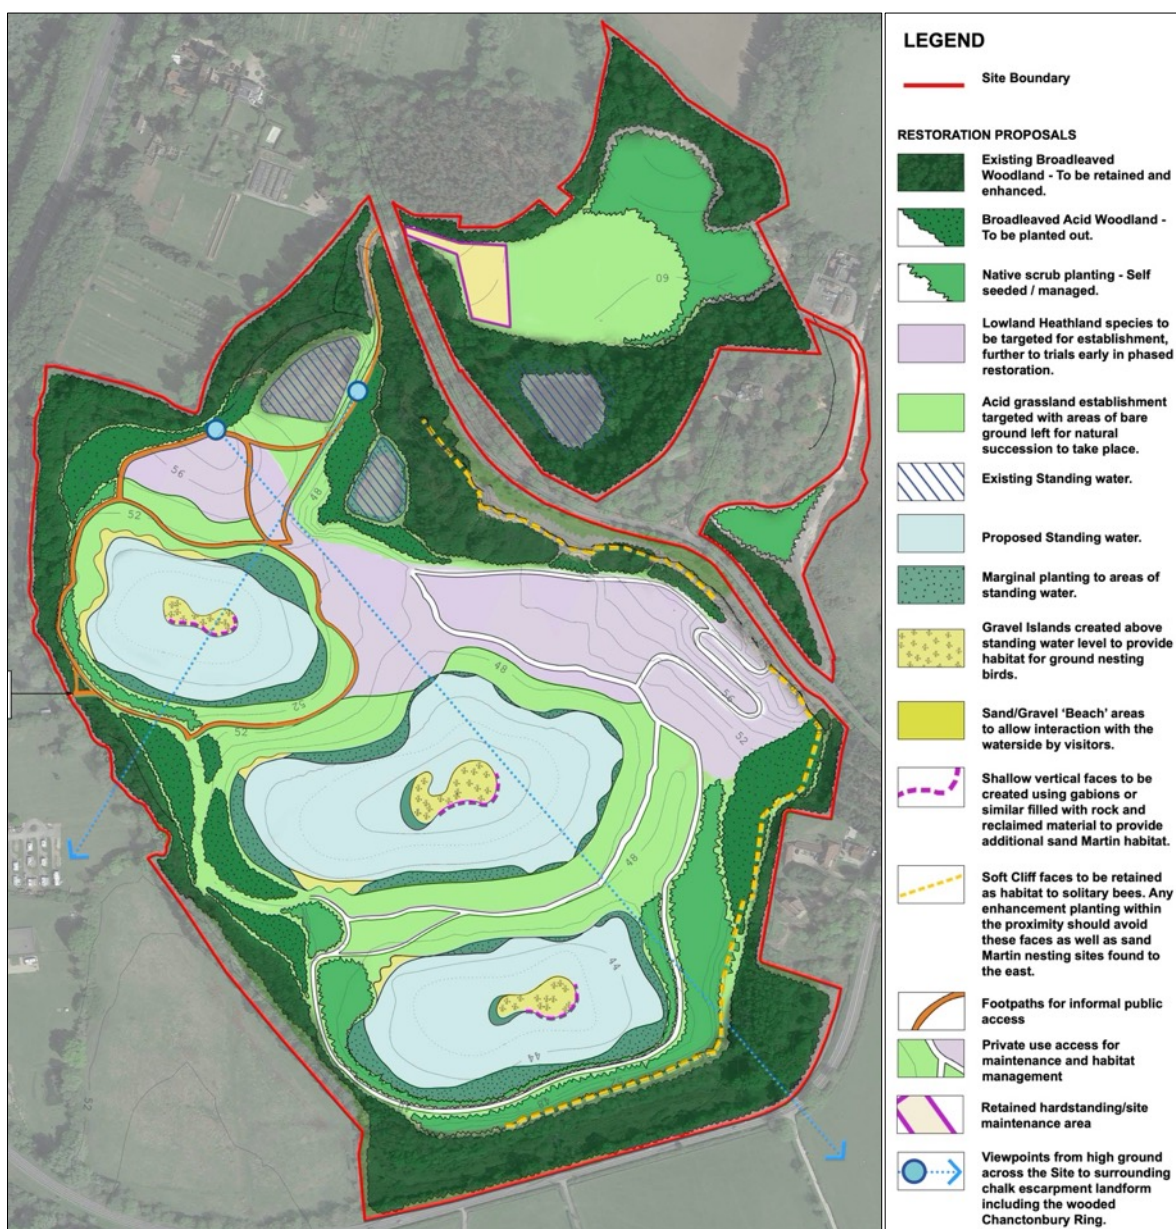 LEGEND
Site Boundary
RESTORATION PROPOSALS
Existing Broadleaved
Woodland - To be retained and
enhanced.
Broadleaved Acid Woodland -
To be planted out.
Native scrub planting - Self
seeded / managed.
Lowland Heathland species to
be targeted for establishment,
further to trials early in phased
restoration.
Acid grassland establishment
targeted with areas of bare
ground left for natural
succession to take place.
Existing Standing water.
Proposed Standing water.
Marginal planting to areas of
standing water.
Gravel Islands created above
standing water level to provide
habitat for ground nesting
birds.
Sand/Gravel ‘Beach’ areas
to allow interaction with the
waterside by visitors.
Shallow vertical faces to be
created using gabions or
similar filled with rock and
reclaimed material to provide
additional sand Martin habitat.
Soft Cliff faces to be retained
as habitat to solitary bees. Any
enhancement planting within
the proximity should avoid
these faces as well as sand
Martin nesting sites found to
the east.
Footpaths for informal public
access
Private use access for
maintenance and habitat
management
Retained hardstanding/site
maintenance area
Viewpoints from high ground
across the Site to surrounding
chalk escarpment landform
including the wooded
Chanctonbury Ring.
60
56
48
52
48
52
52
56
52
48
44
44
52